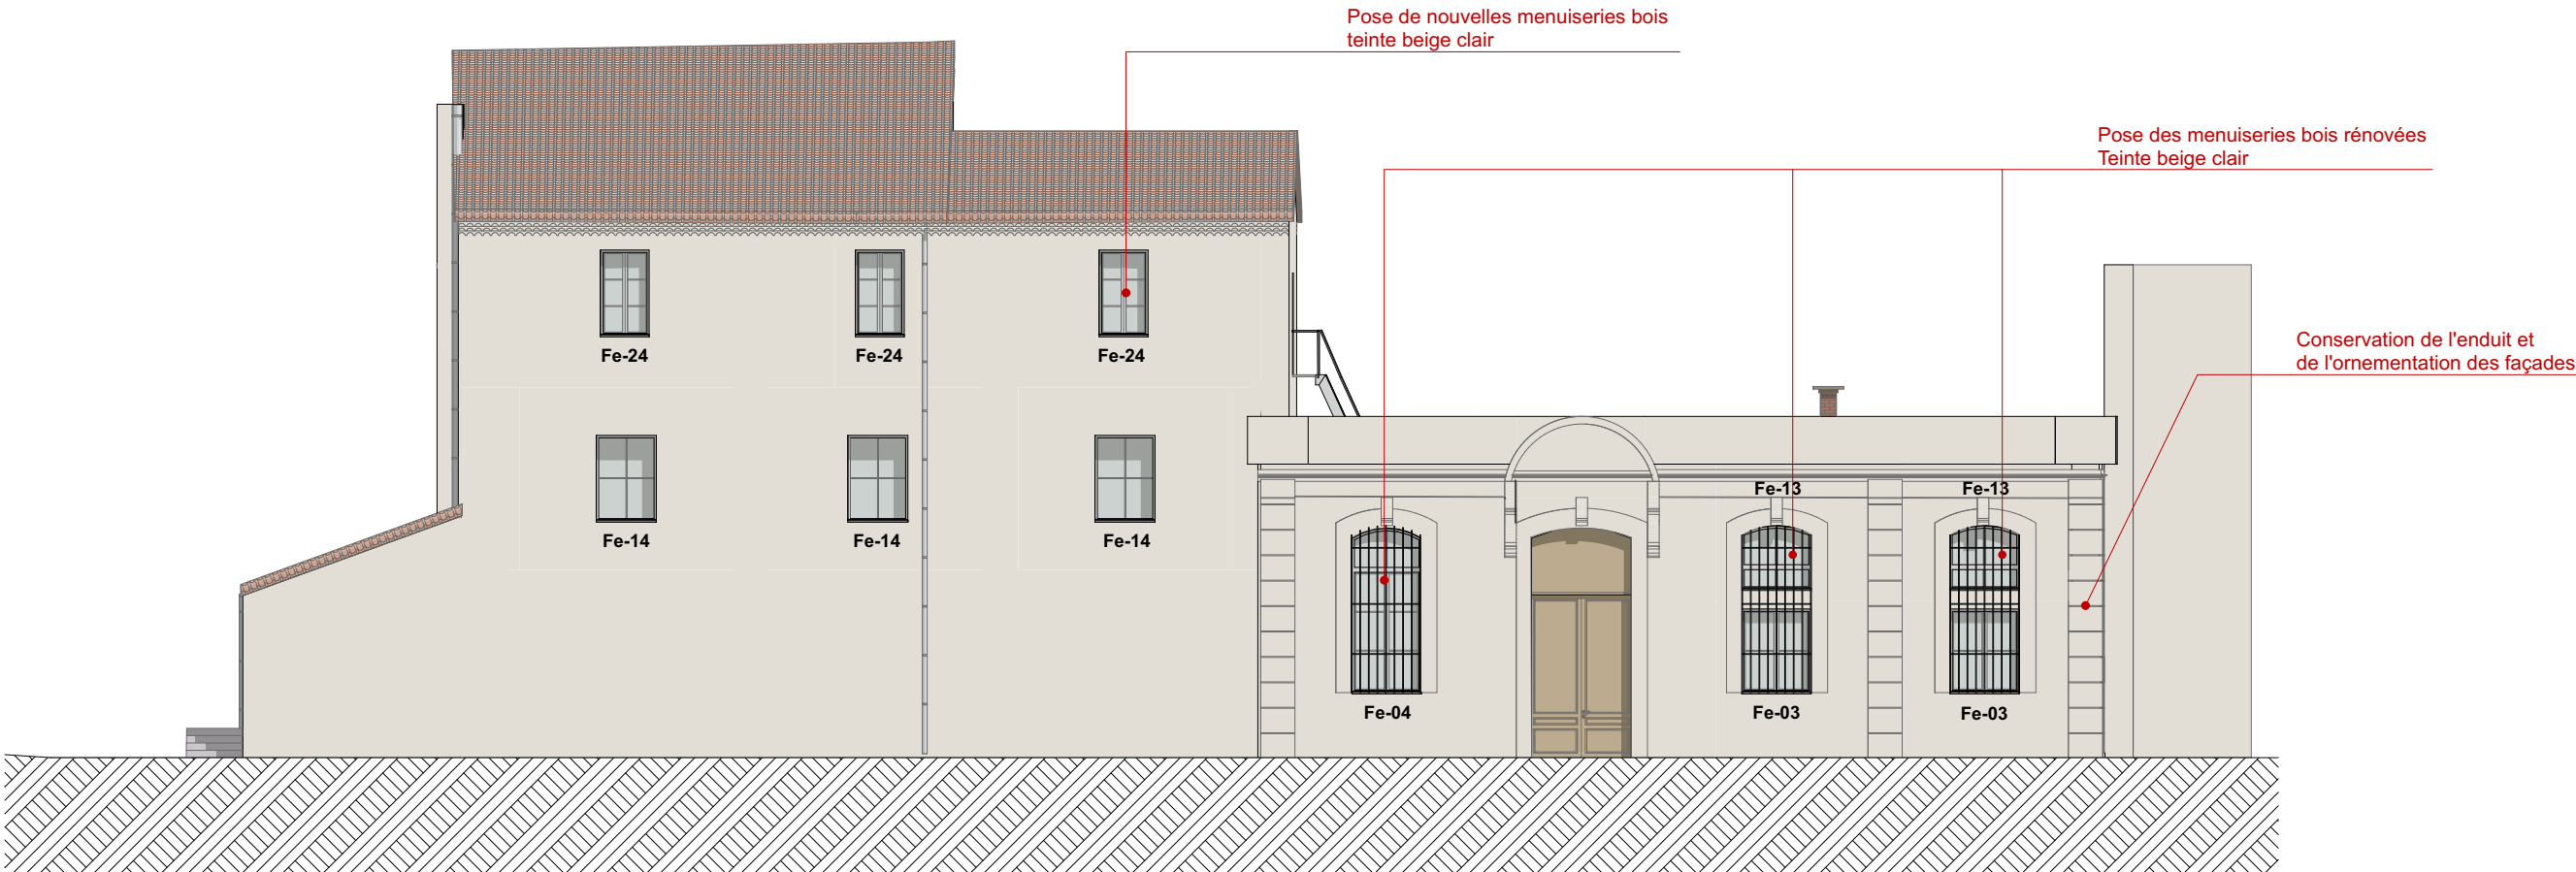 Pose de nouvelles menuiseries bois
teinte beige clair
Pose des menuiseries bois rénovées
Teinte beige clair
Conservation de l'enduit et
de l'ornementation des façades
Fe-24
Fe-24
Fe-24
Fe-13
Fe-13
Fe-14
Fe-14
Fe-14
Fe-04
Fe-03
Fe-03